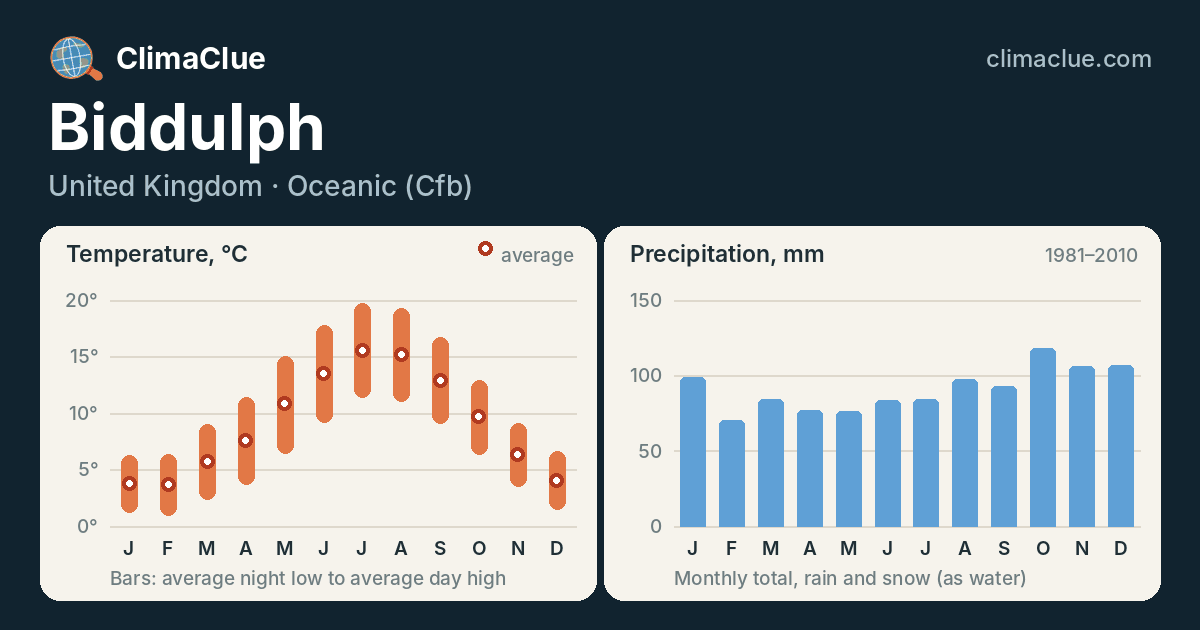 ClimaClue
climaclue.com
Biddulph
United Kingdom · Oceanic (Cfb)
Temperature, °C
average
20°
15°
10°
5°
0°
J F M A M J J A S O N D
Bars: average night low to average day high
Precipitation, mm
1981–2010
150
100
50
0
J F M A M J J A S O N D
Monthly total, rain and snow (as water)